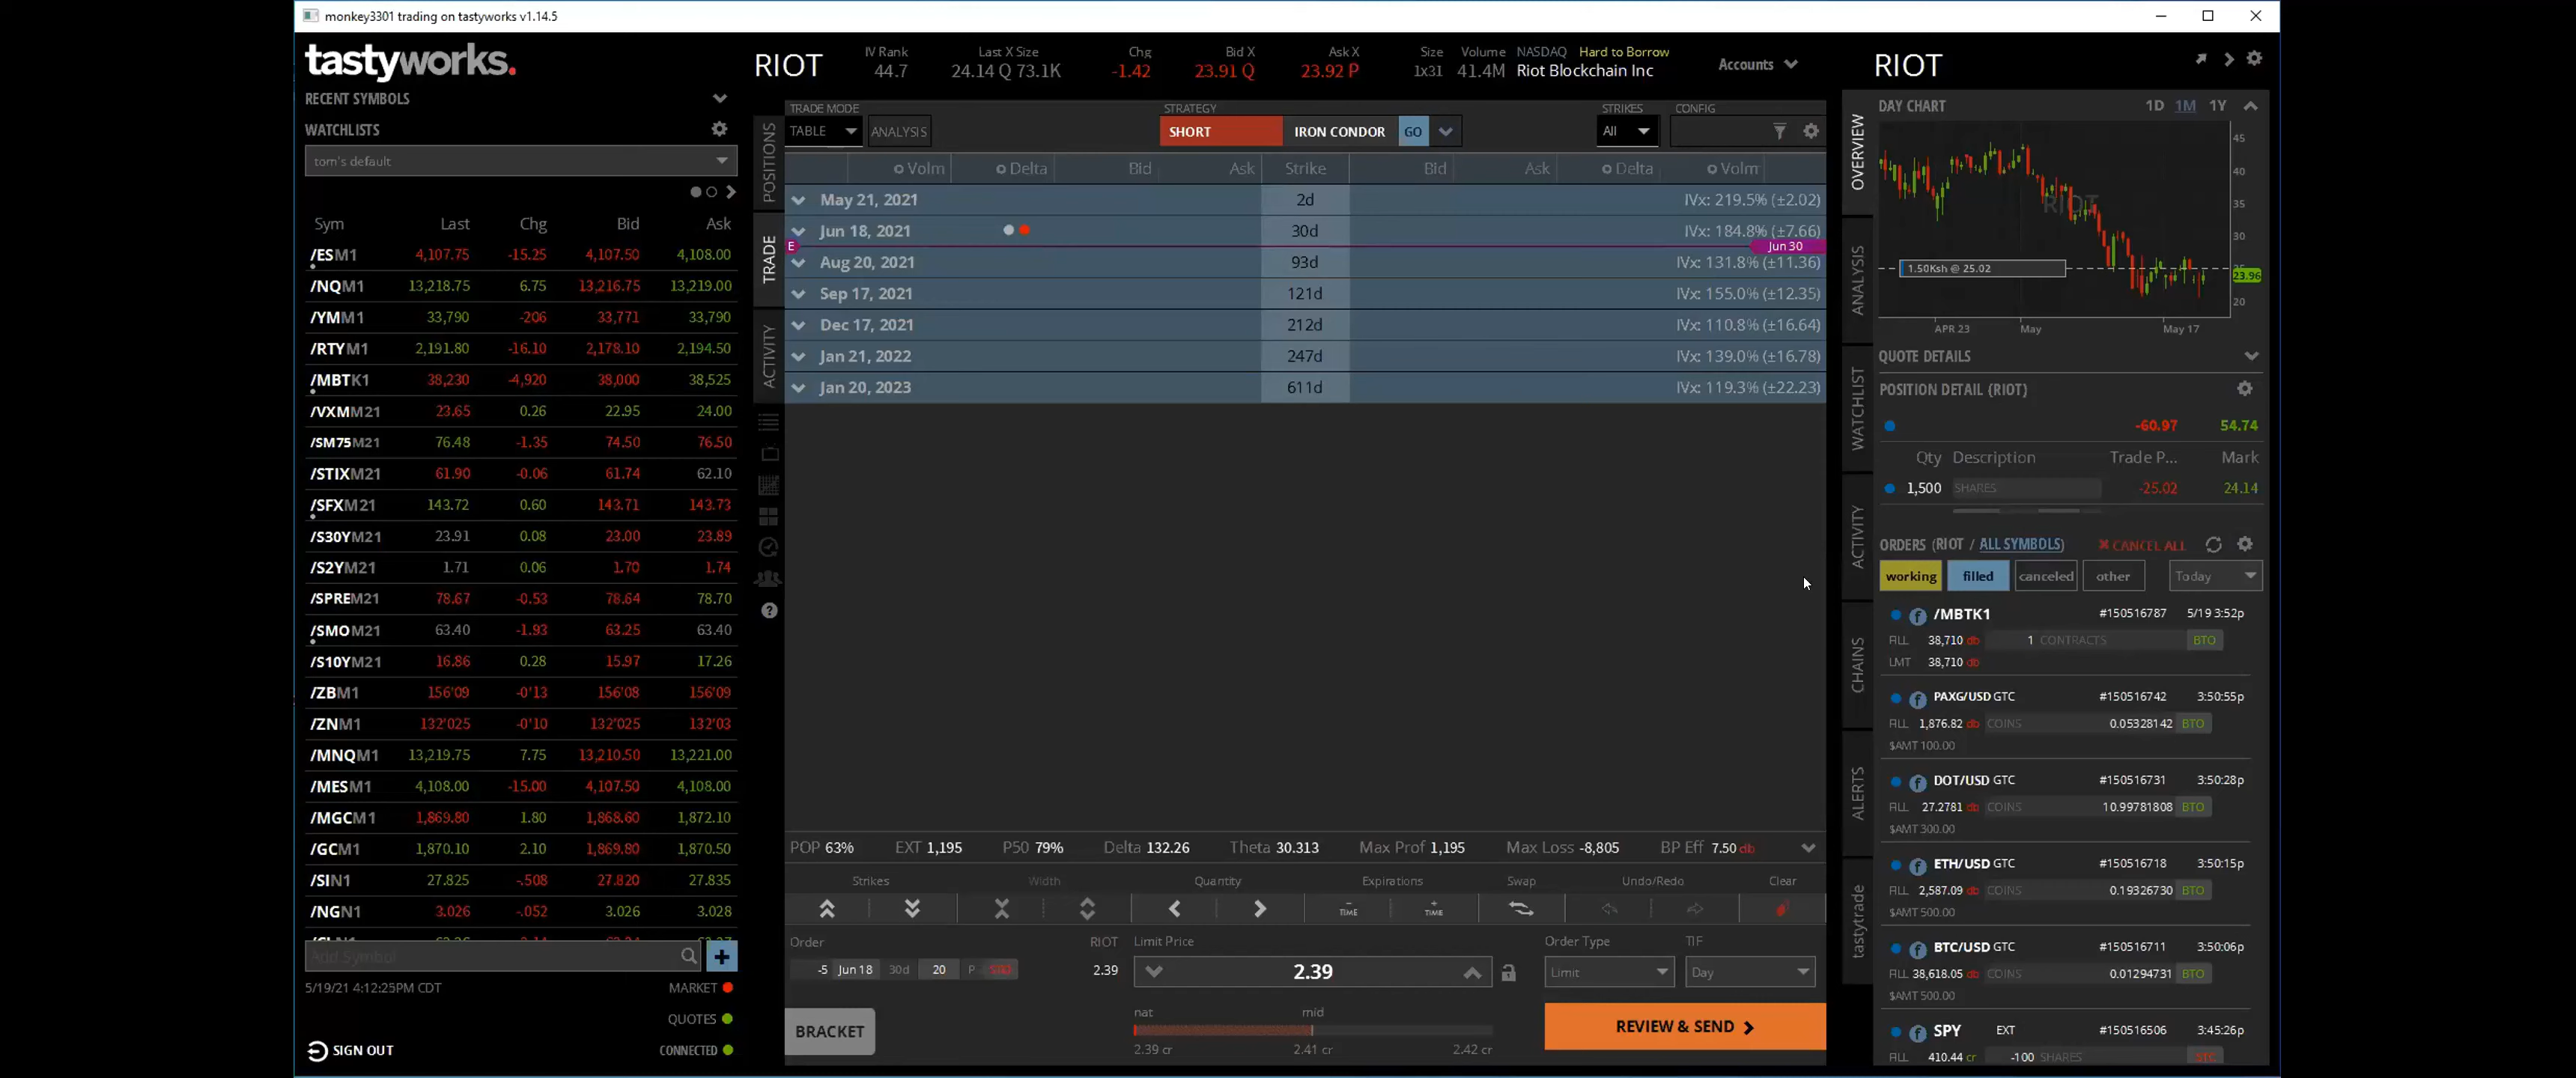 monkey3301 trading on tastyworks v1.14.5
tastyworks.
RECENT SYMBOLS
WATCHLISTS
tom's default
Sym Last Chg Bid Ask
/ESM1 4,107.75 -15.25 4,107.50 4,108.00
/NQM1 13,218.75 6.75 13,216.75 13,219.00
/YMM1 33,790 -206 33,771 33,790
/RTYM1 2,191.80 -16.10 2,178.10 2,194.50
/MBTK1 38,230 -4,920 38,000 38,525
/VXMM21 23.65 0.26 22.95 24.00
/SM75M21 76.48 -1.35 74.50 76.50
/STIXM21 61.90 -0.06 61.74 62.10
/SFXM21 143.72 0.60 143.71 143.73
/S30YM21 23.91 0.08 23.00 23.89
/S2YM21 1.71 0.06 1.70 1.74
/SPREM21 78.67 -0.53 78.64 78.70
/SMOM21 63.40 -1.93 63.25 63.40
/S10YM21 16.86 0.28 15.97 17.26
/ZBM1 156'09 -0'13 156'08 156'09
/ZNM1 132'025 -0'10 132'025 132'03
/MNQM1 13,219.75 7.75 13,210.50 13,221.00
/MESM1 4,108.00 -15.00 4,107.50 4,108.00
/MGCM1 1,869.80 1.80 1,868.60 1,872.10
/GCM1 1,870.10 2.10 1,869.80 1,870.50
/SIN1 27.825 -.508 27.820 27.835
/NGN1 3.026 -.052 3.026 3.028
Add Symbol
5/19/21 4:12:25PM CDT MARKET
QUOTES
SIGN OUT CONNECTED
RIOT
IV Rank Last X Size Chg Bid X Ask X Size Volume NASDAQ Hard to Borrow
44.7 24.14 Q 73.1K -1.42 23.91 Q 23.92 P 1x31 41.4M Riot Blockchain Inc
Accounts
POSITIONS
TRADE
ACTIVITY
TRADE MODE STRATEGY STRIKES CONFIG
TABLE ANALYSIS SHORT IRON CONDOR GO All
Volm Delta Bid Ask Strike Bid Ask Delta Volm
May 21, 2021 2d IVx: 219.5% (±2.02)
Jun 18, 2021 30d IVx: 184.8% (±7.66)
E Jun 30
Aug 20, 2021 93d IVx: 131.8% (±11.36)
Sep 17, 2021 121d IVx: 155.0% (±12.35)
Dec 17, 2021 212d IVx: 110.8% (±16.64)
Jan 21, 2022 247d IVx: 139.0% (±16.78)
Jan 20, 2023 611d IVx: 119.3% (±22.23)
POP 63% EXT 1,195 P50 79% Delta 132.26 Theta 30.313 Max Prof 1,195 Max Loss -8,805 BP Eff 7.50 db
Strikes Width Quantity Expirations Swap Undo/Redo Clear
TIME TIME
Order RIOT Limit Price Order Type TIF
-5 Jun 18 30d 20 P STO 2.39 2.39 Limit Day
BRACKET
nat mid
2.39 cr 2.41 cr 2.42 cr
REVIEW & SEND
OVERVIEW
ANALYSIS
WATCHLIST
ACTIVITY
CHAINS
ALERTS
tastytrade
RIOT
DAY CHART 1D 1M 1Y
RIOT
1.50Ksh @ 25.02
45
40
35
30
23.96
20
APR 23 May May 17
QUOTE DETAILS
POSITION DETAIL (RIOT)
-60.97 54.74
Qty Description Trade P... Mark
1,500 SHARES -25.02 24.14
ORDERS (RIOT / ALL SYMBOLS) CANCEL ALL
working filled canceled other Today
/MBTK1 #150516787 5/19 3:52p
FILL 38,710 db 1 CONTRACTS BTO
LMT 38,710 db
PAXG/USD GTC #150516742 3:50:55p
FILL 1,876.82 db COINS 0.05328142 BTO
$AMT 100.00
DOT/USD GTC #150516731 3:50:28p
FILL 27.2781 db COINS 10.99781808 BTO
$AMT 300.00
ETH/USD GTC #150516718 3:50:15p
FILL 2,587.09 db COINS 0.19326730 BTO
$AMT 500.00
BTC/USD GTC #150516711 3:50:06p
FILL 38,618.05 db COINS 0.01294731 BTO
$AMT 500.00
SPY EXT #150516506 3:45:26p
FILL 410.44 cr -100 SHARES STC